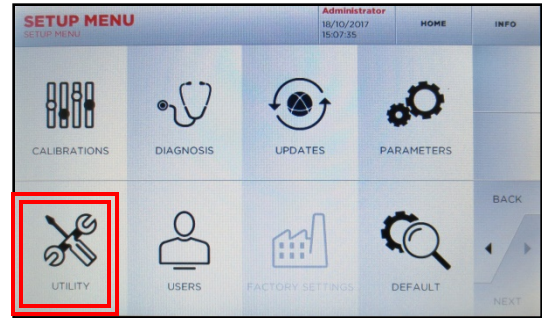 SETUP MENU
SETUP MENU
Administrator
18/10/2017
15:07:35
HOME
INFO
CALIBRATIONS
DIAGNOSIS
UPDATES
PARAMETERS
BACK
UTILITY
USERS
FACTORY SETTINGS
DEFAULT
NEXT